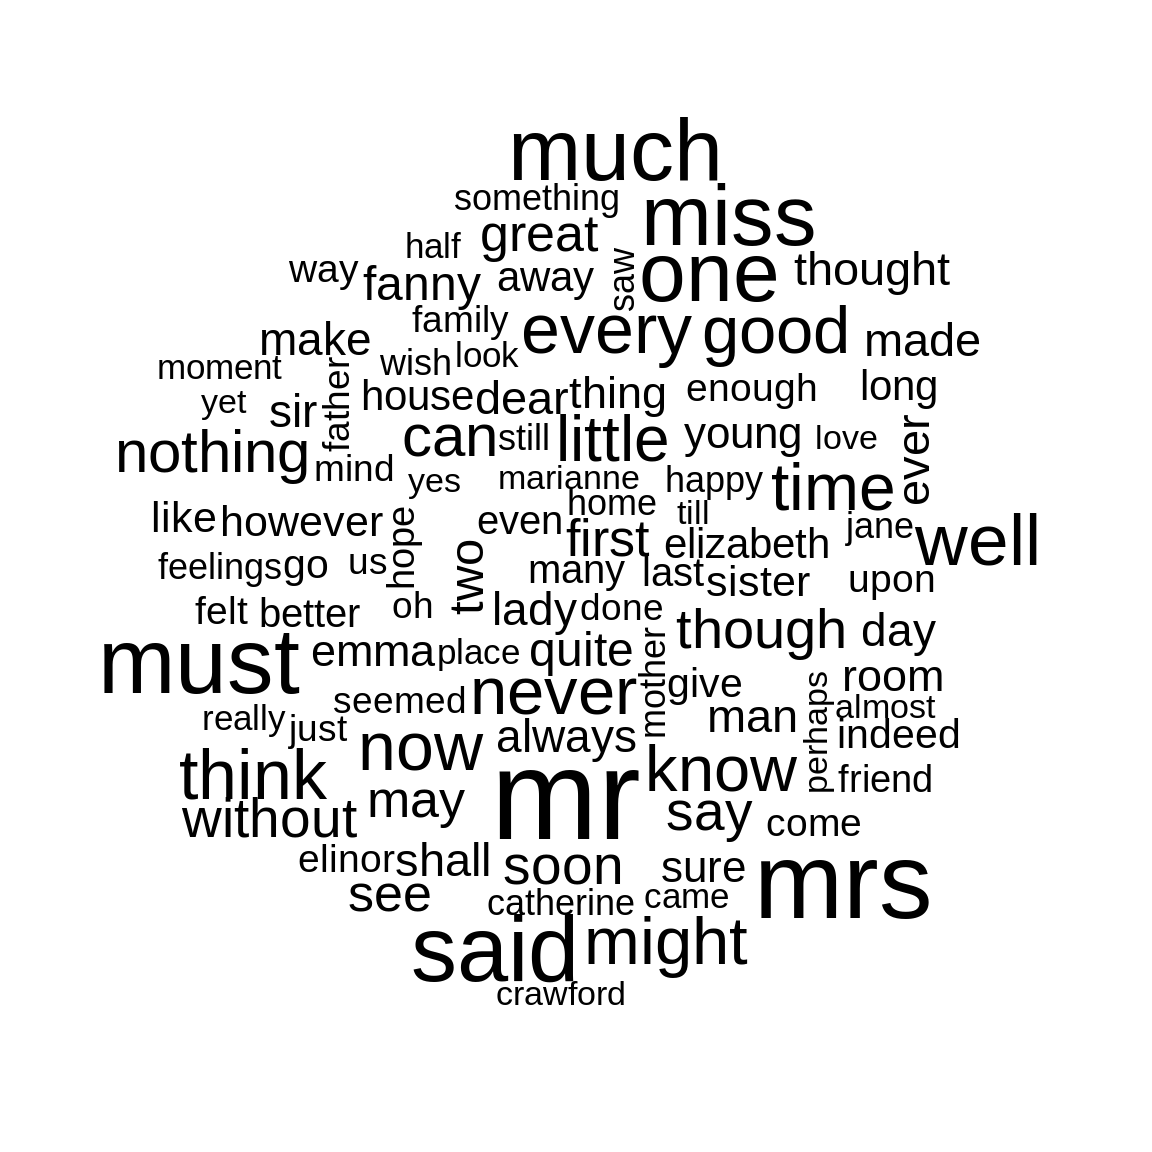 much
something
miss
great
half
saw
one
thought
way
fanny
away
family
every
good
made
make
wish
look
moment
father
house
dear
thing
enough
long
yet
sir
can
still
little
young
love
ever
nothing
mind
yes
marianne
happy
time
like
however
hope
even
home
till
jane
well
first
elizabeth
feelings
go
us
two
many
last
sister
upon
felt
better
oh
lady
done
though
day
must
emma
place
quite
mother
room
seemed
never
give
perhaps
almost
really
just
now
always
man
indeed
think
mr
know
friend
without
may
say
come
elinor
shall
soon
sure
mrs
see
catherine
came
said
might
crawford